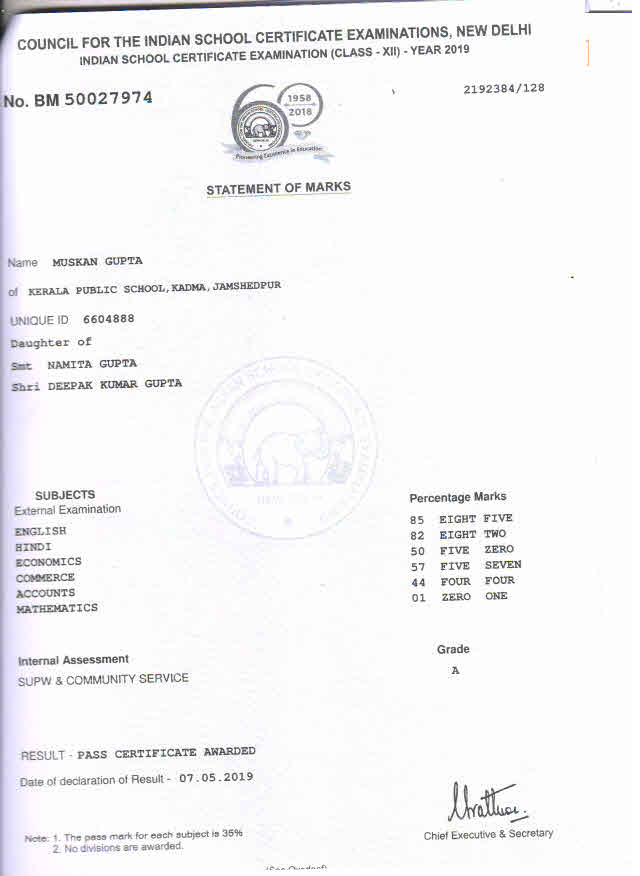 COUNCIL FOR THE INDIAN SCHOOL CERTIFICATE EXAMINATIONS, NEW DELHI
INDIAN SCHOOL CERTIFICATE EXAMINATION (CLASS - XII) - YEAR 2019
No. BM 50027974
2192384/128
1958
2018
Pioneering Excellence in Education
STATEMENT OF MARKS
Name MUSKAN GUPTA
of KERALA PUBLIC SCHOOL, KADMA, JAMSHEDPUR
UNIQUE ID 6604888
Daughter of
Smt NAMITA GUPTA
Shri DEEPAK KUMAR GUPTA
SUBJECTS Percentage Marks
External Examination
ENGLISH 85 EIGHT FIVE
HINDI 82 EIGHT TWO
ECONOMICS 50 FIVE ZERO
COMMERCE 57 FIVE SEVEN
ACCOUNTS 44 FOUR FOUR
MATHEMATICS 01 ZERO ONE
Internal Assessment Grade
SUPW & COMMUNITY SERVICE A
RESULT - PASS CERTIFICATE AWARDED
Date of declaration of Result - 07.05.2019
Chief Executive & Secretary
Note: 1. The pass mark for each subject is 35%
2. No divisions are awarded.